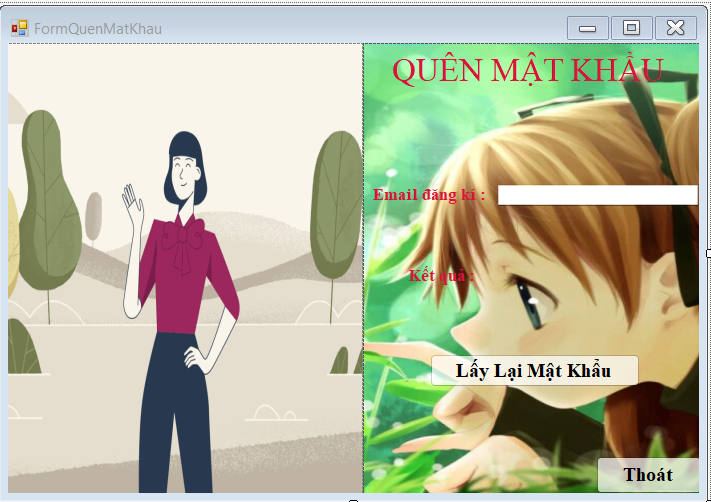 FormQuenMatKhau
QUÊN MẬT KHẨU
Email đăng kí :
Kết quả :
Lấy Lại Mật Khẩu
Thoát